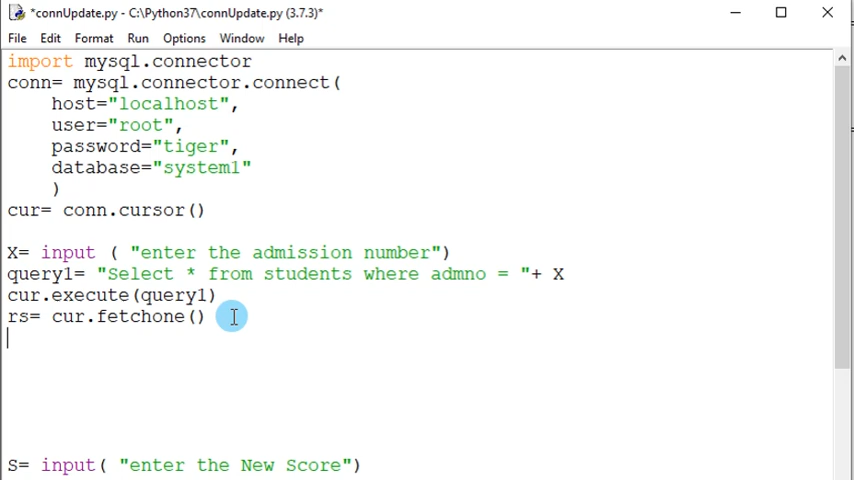 *connUpdate.py - C:\Python37\connUpdate.py (3.7.3)*
File Edit Format Run Options Window Help
import mysql.connector
conn= mysql.connector.connect(
    host="localhost",
    user="root",
    password="tiger",
    database="system1"
    )
cur= conn.cursor()
X= input ( "enter the admission number")
query1= "Select * from students where admno = "+ X
cur.execute(query1)
rs= cur.fetchone()
S= input( "enter the New Score")